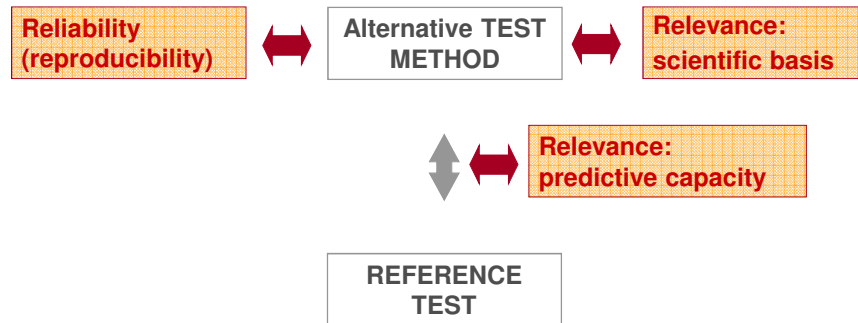 Reliability
(reproducibility)
Alternative TEST
METHOD
Relevance:
scientific basis
Relevance:
predictive capacity
REFERENCE
TEST